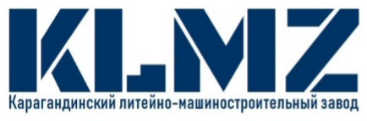 KLMZ
Карагандинский литейно-машиностроительный завод